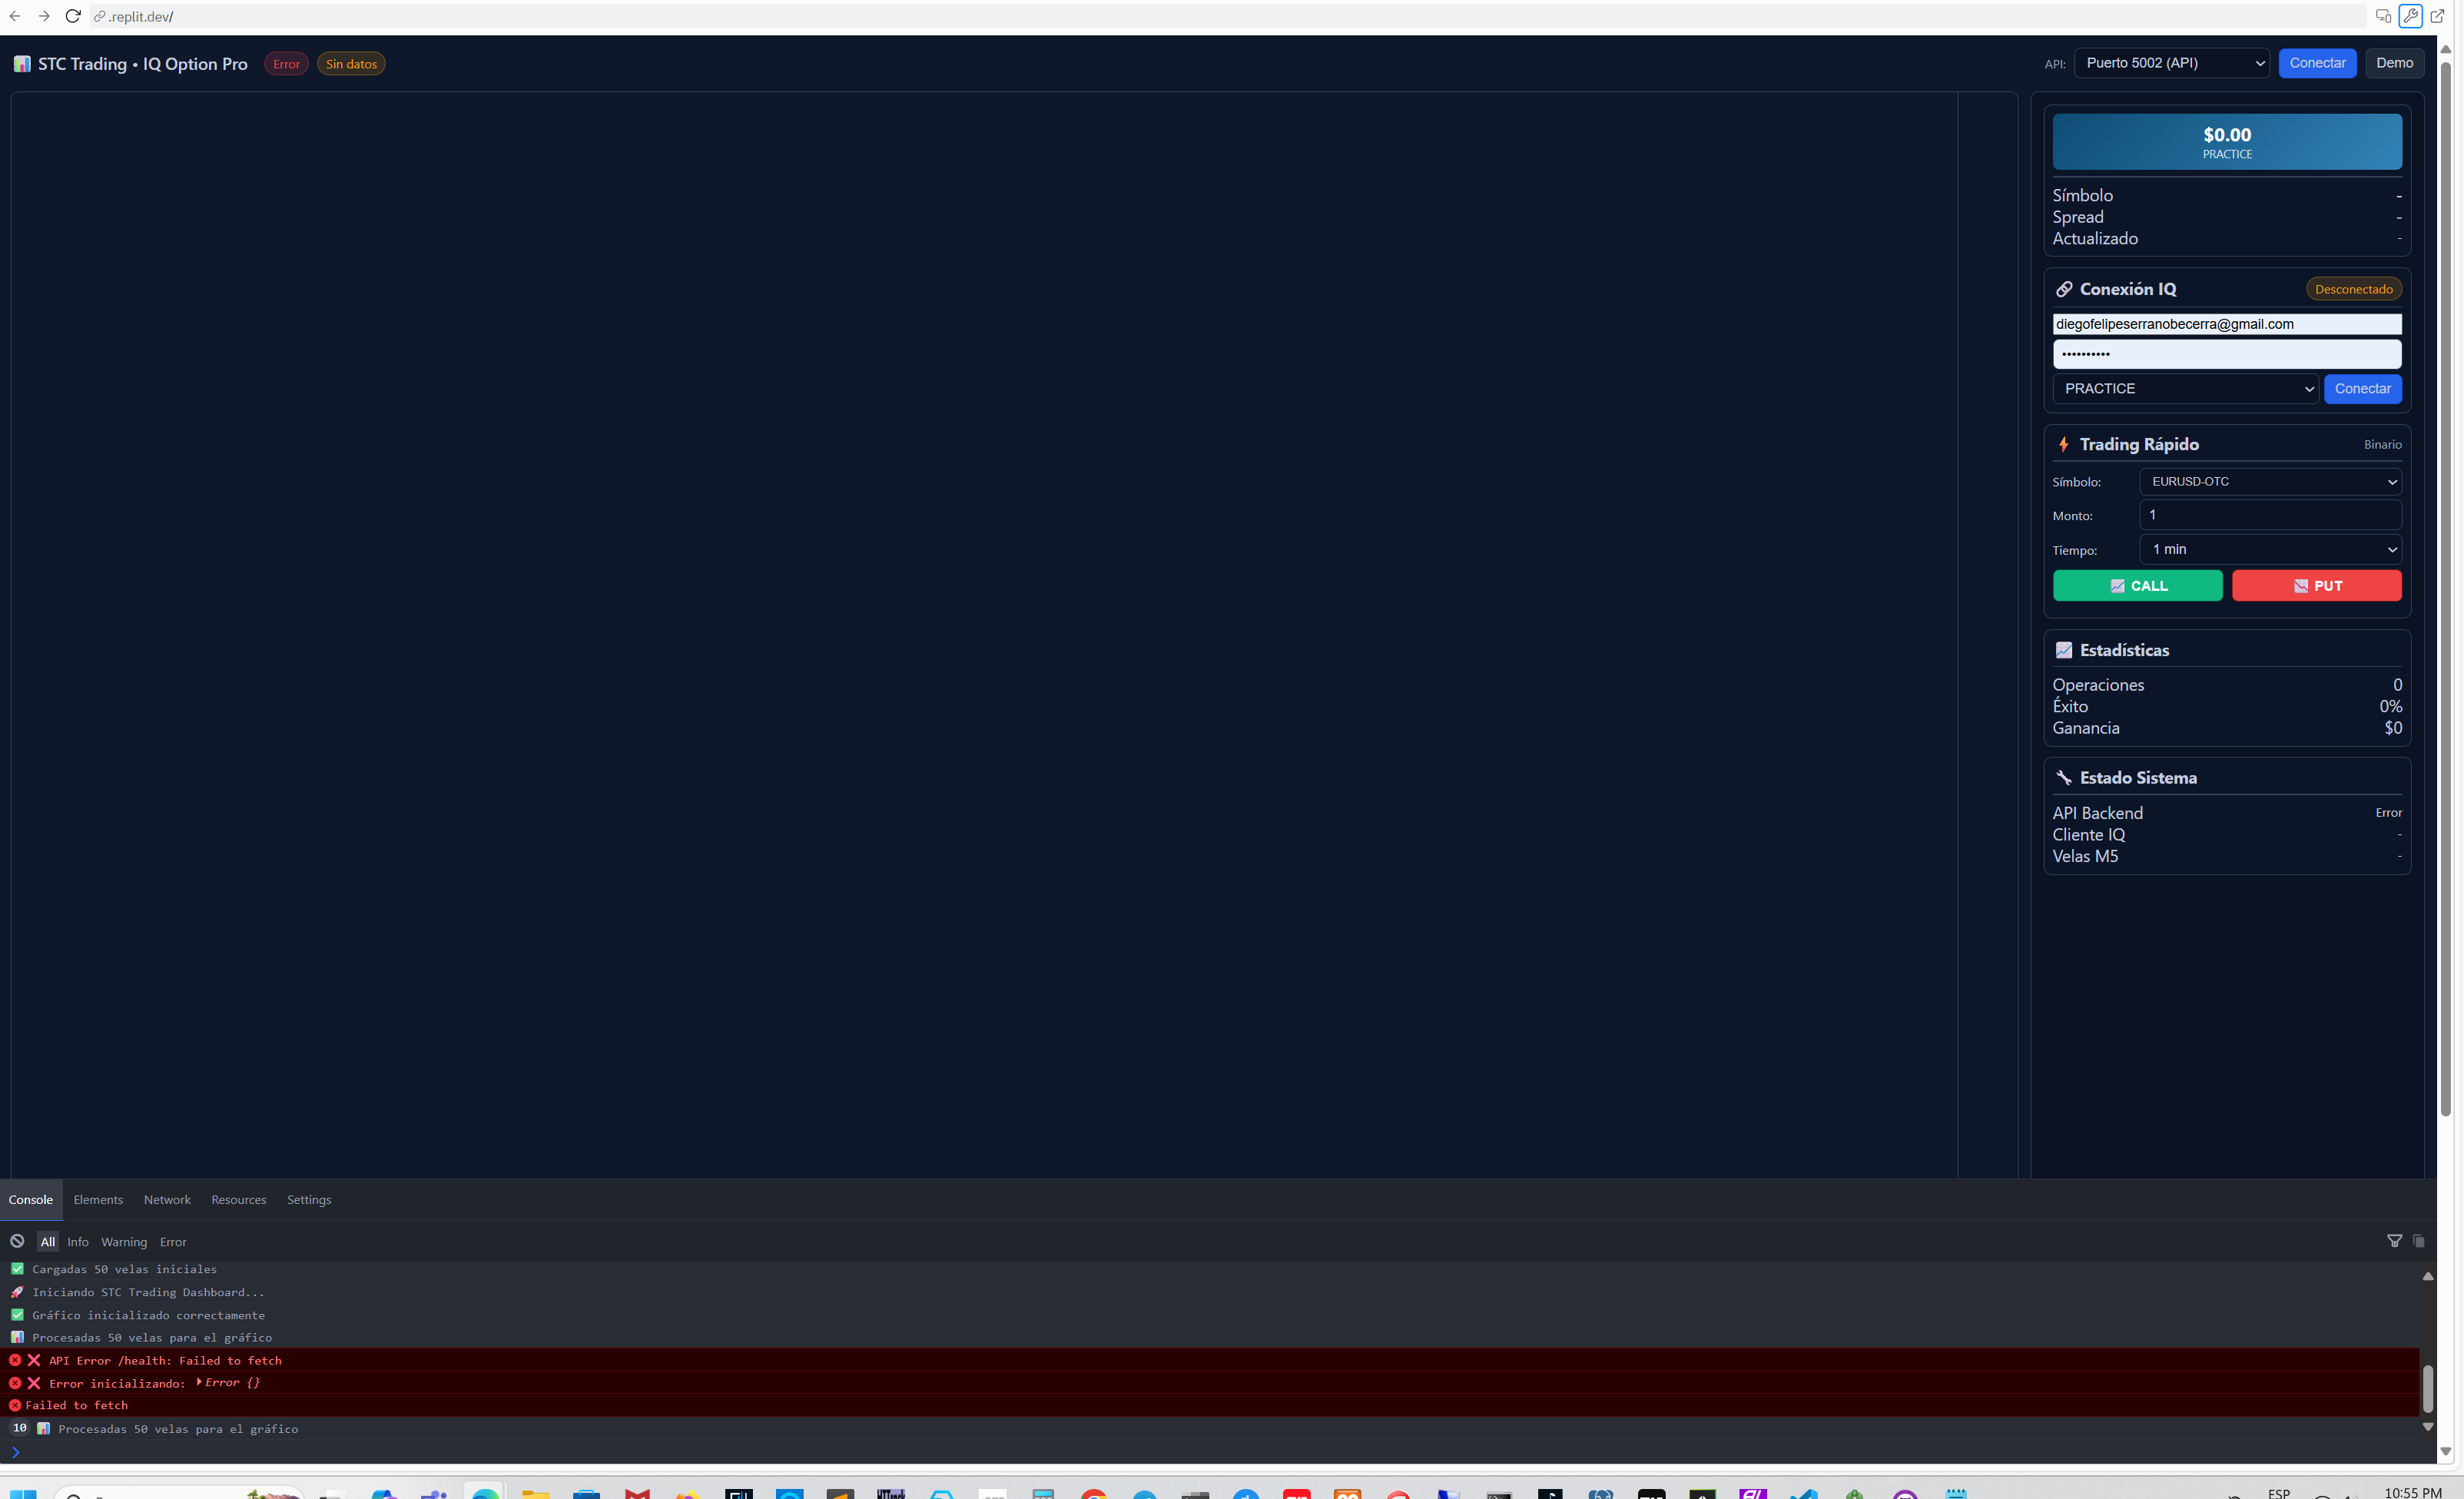 .replit.dev/
STC Trading • IQ Option Pro
Error
Sin datos
API:
Puerto 5002 (API)
Conectar
Demo
$0.00
PRACTICE
Símbolo -
Spread -
Actualizado -
Conexión IQ
Desconectado
diegofelipeserranobecerra@gmail.com
••••••••••
PRACTICE
Conectar
Trading Rápido
Binario
Símbolo: EURUSD-OTC
Monto: 1
Tiempo: 1 min
CALL
PUT
Estadísticas
Operaciones 0
Éxito 0%
Ganancia $0
Estado Sistema
API Backend Error
Cliente IQ -
Velas M5 -
Console Elements Network Resources Settings
All Info Warning Error
Cargadas 50 velas iniciales
Iniciando STC Trading Dashboard...
Gráfico inicializado correctamente
Procesadas 50 velas para el gráfico
API Error /health: Failed to fetch
Error inicializando: Error {}
Failed to fetch
10 Procesadas 50 velas para el gráfico
ESP
10:55 PM